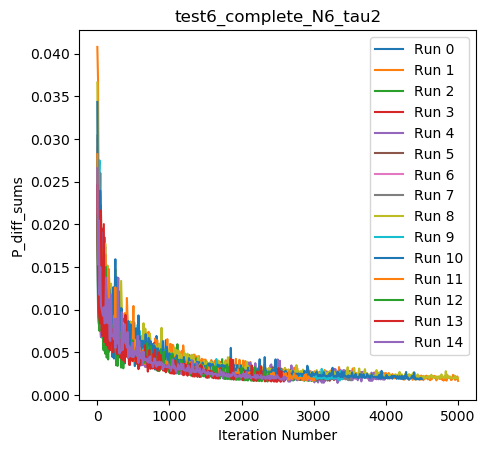 test6_complete_N6_tau2
P_diff_sums
0.040
0.035
0.030
0.025
0.020
0.015
0.010
0.005
0.000
0
1000
2000
3000
4000
5000
Iteration Number
Run 0
Run 1
Run 2
Run 3
Run 4
Run 5
Run 6
Run 7
Run 8
Run 9
Run 10
Run 11
Run 12
Run 13
Run 14